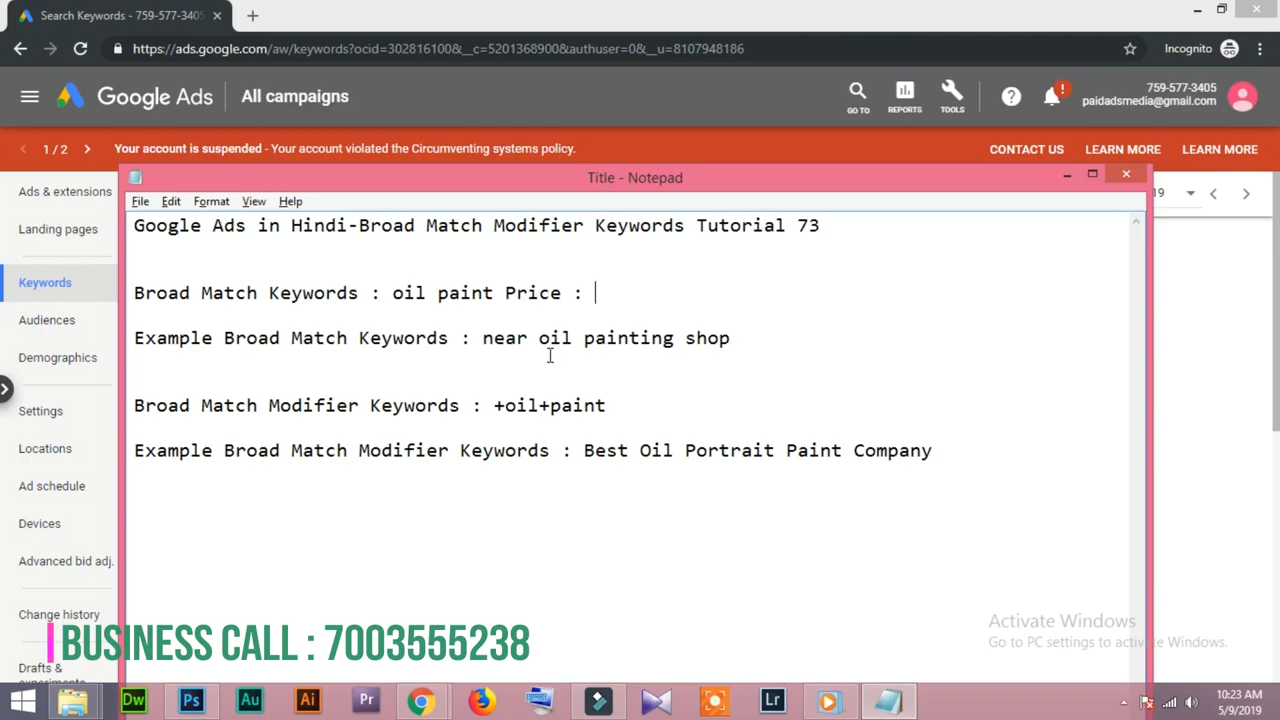 Search Keywords - 759-577-3405
https://ads.google.com/aw/keywords?ocid=302816100&__c=5201368900&authuser=0&__u=8107948186
Incognito
Google Ads
All campaigns
GO TO
REPORTS
TOOLS
759-577-3405
paidadsmedia@gmail.com
1 / 2
Your account is suspended - Your account violated the Circumventing systems policy.
CONTACT US
LEARN MORE
LEARN MORE
Title - Notepad
File Edit Format View Help
19
Ads & extensions
Landing pages
Keywords
Audiences
Demographics
Settings
Locations
Ad schedule
Devices
Advanced bid adj.
Change history
Drafts &
Google Ads in Hindi-Broad Match Modifier Keywords Tutorial 73
Broad Match Keywords : oil paint Price :
Example Broad Match Keywords : near oil painting shop
Broad Match Modifier Keywords : +oil+paint
Example Broad Match Modifier Keywords : Best Oil Portrait Paint Company
BUSINESS CALL : 7003555238
Activate Windows
Go to PC settings to activate Windows.
Dw
Ps
Au
Ai
Pr
Lr
10:23 AM
5/9/2019